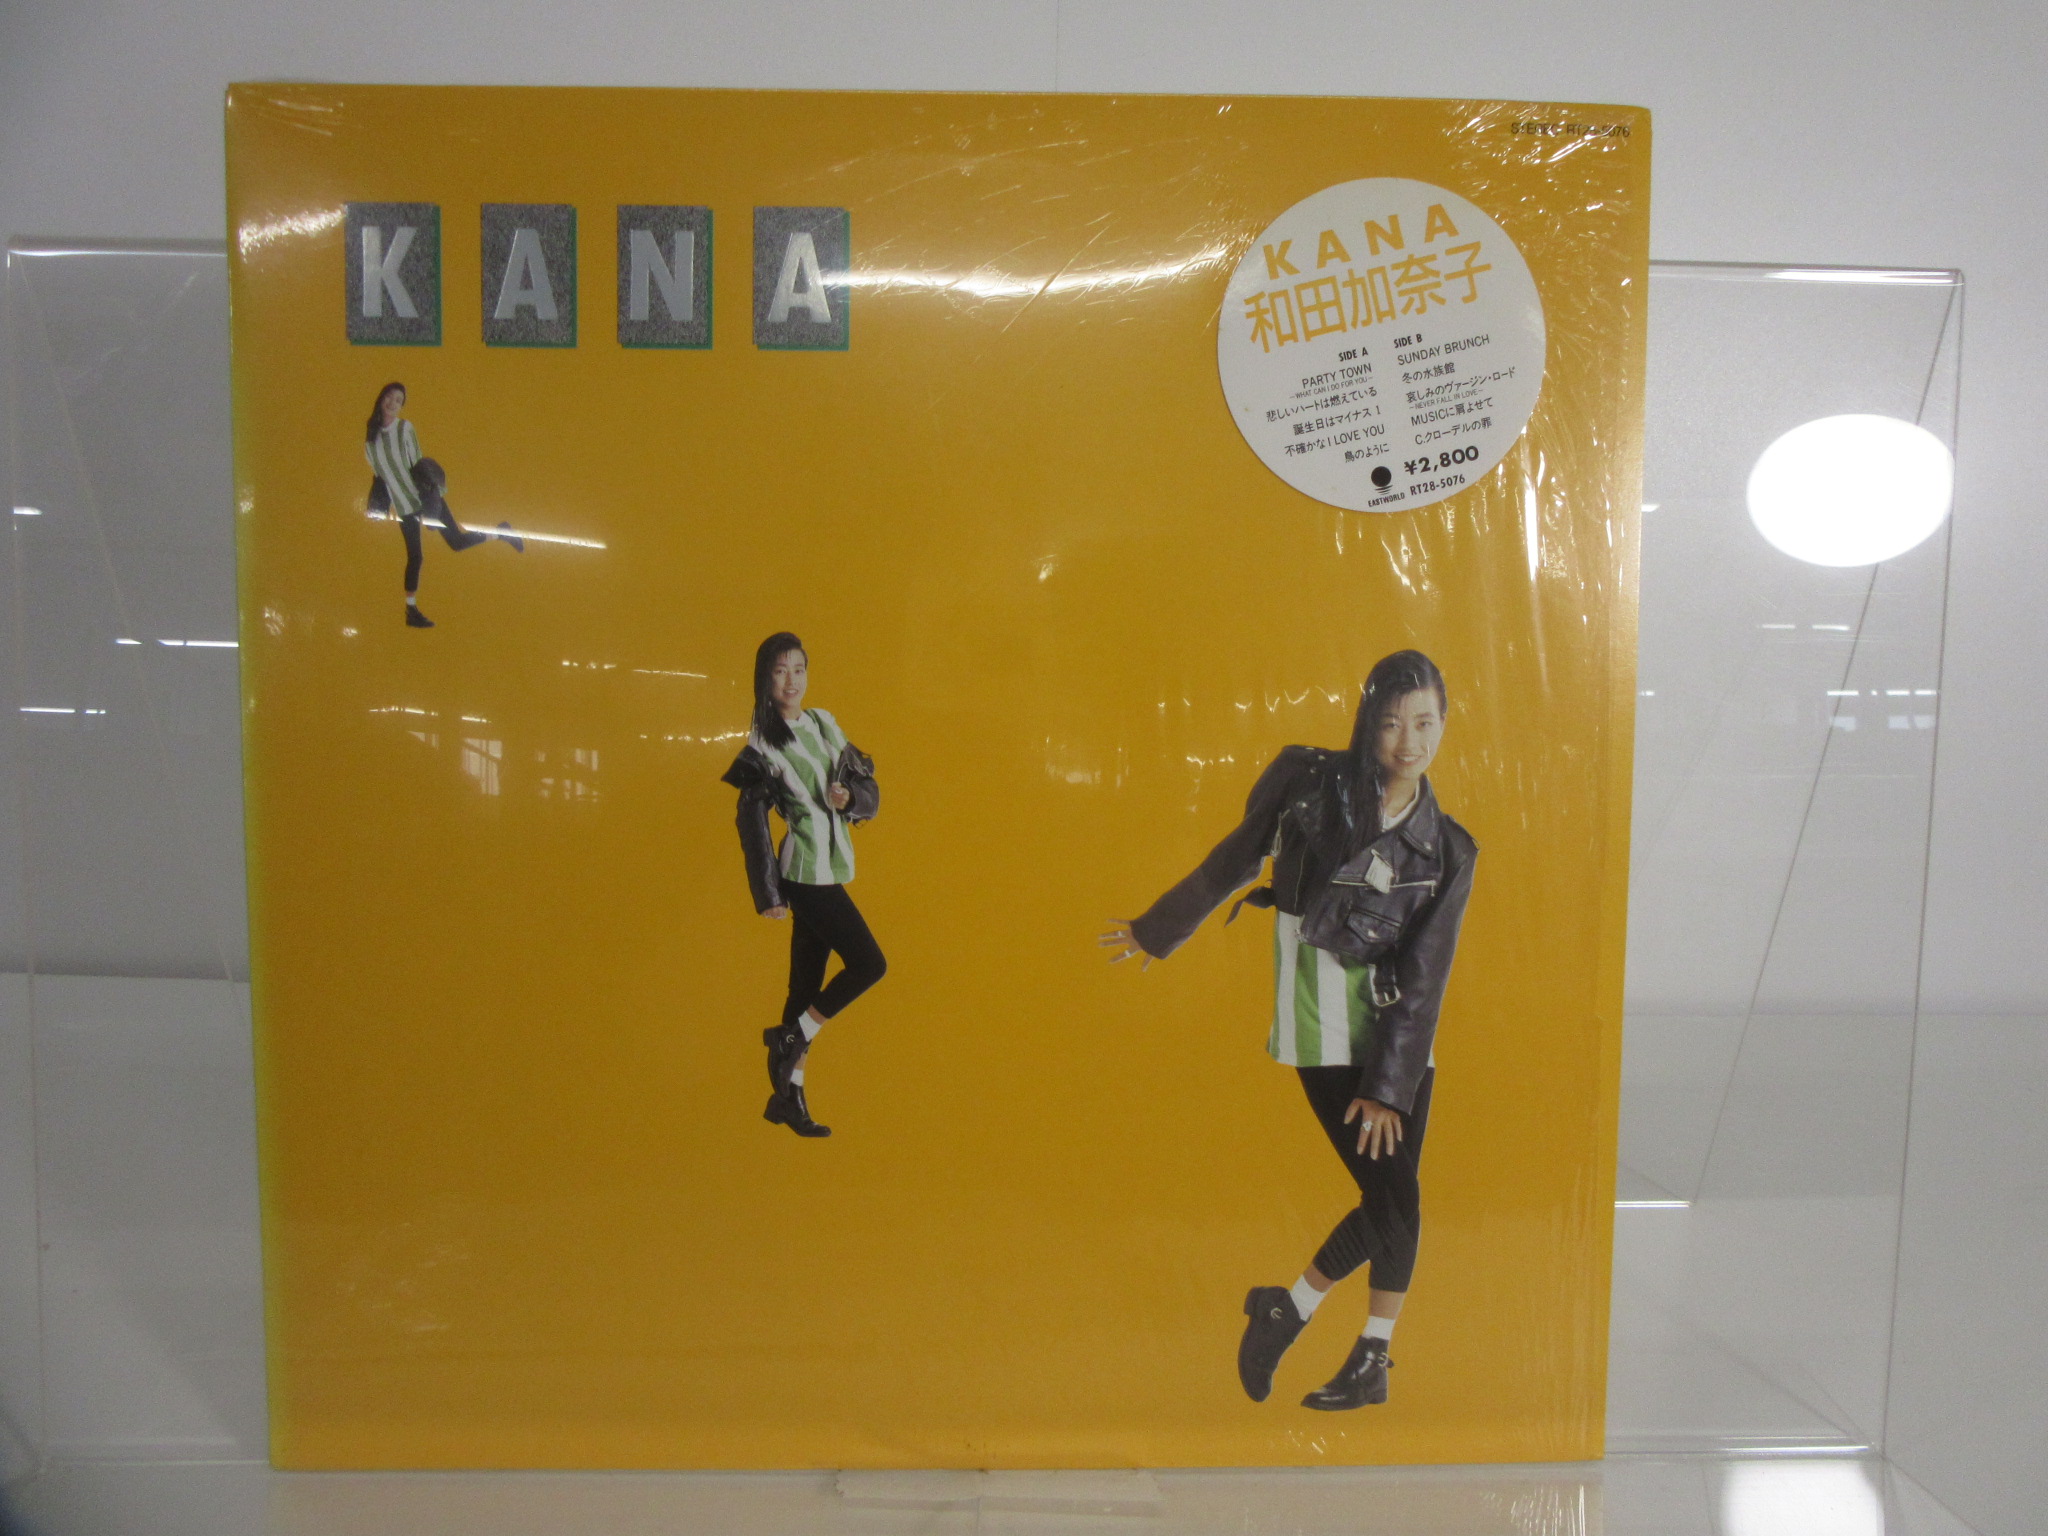 KANA
STEREO RT28-5076
KANA
和田加奈子
SIDE A
PARTY TOWN
-WHAT CAN I DO FOR YOU-
悲しいハートは燃えている
誕生日はマイナス1
不確かな I LOVE YOU
鳥のように
SIDE B
SUNDAY BRUNCH
冬の水族館
哀しみのヴァージン・ロード
-NEVER FALL IN LOVE-
MUSICに肩よせて
C.クローデルの罪
¥2,800
EASTWORLD RT28-5076